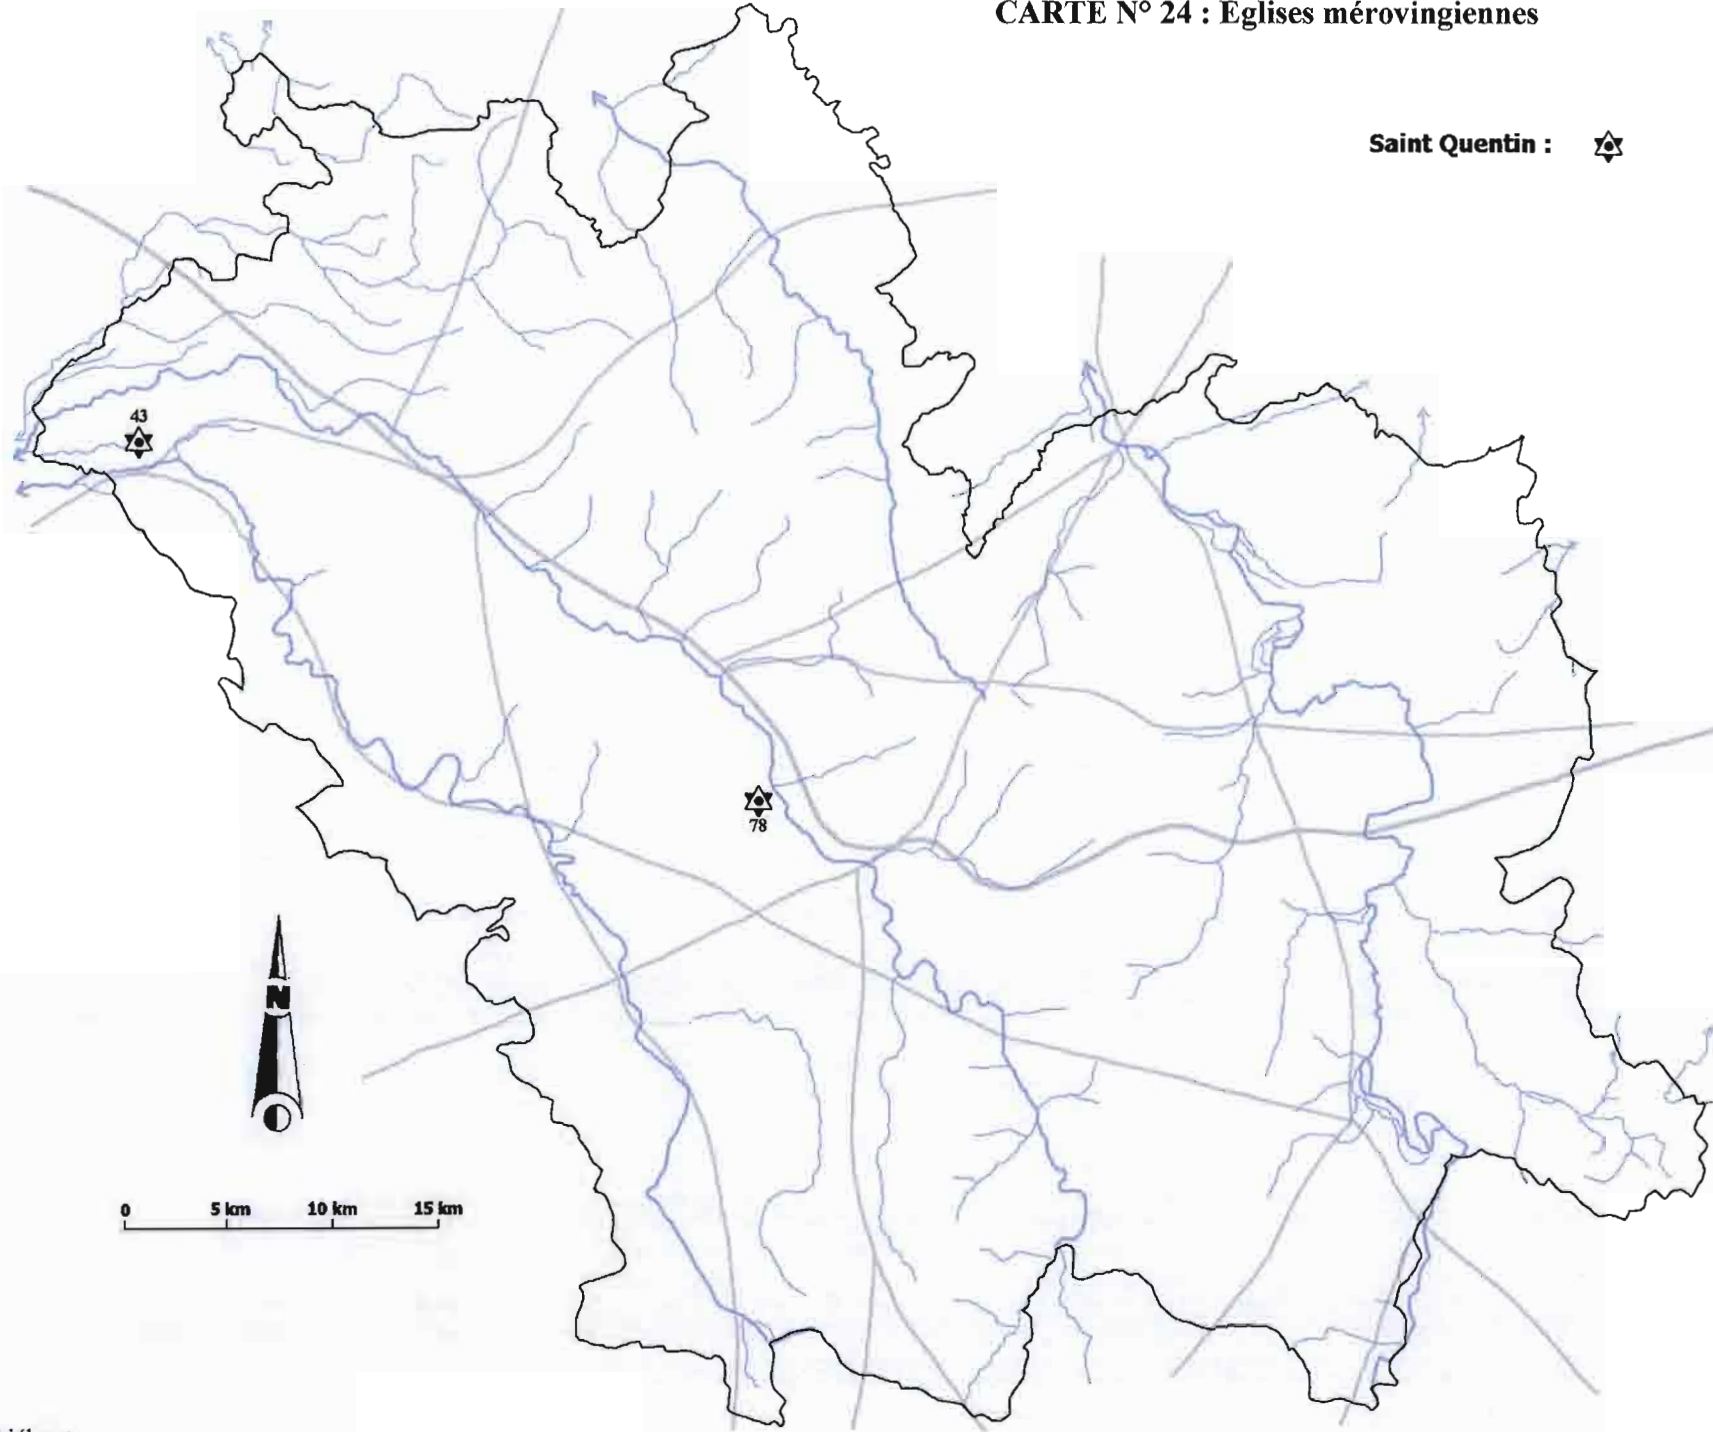 CARTE N° 24 : Eglises mérovingiennes
Saint Quentin :
43
78
N
0 5 km 10 km 15 km